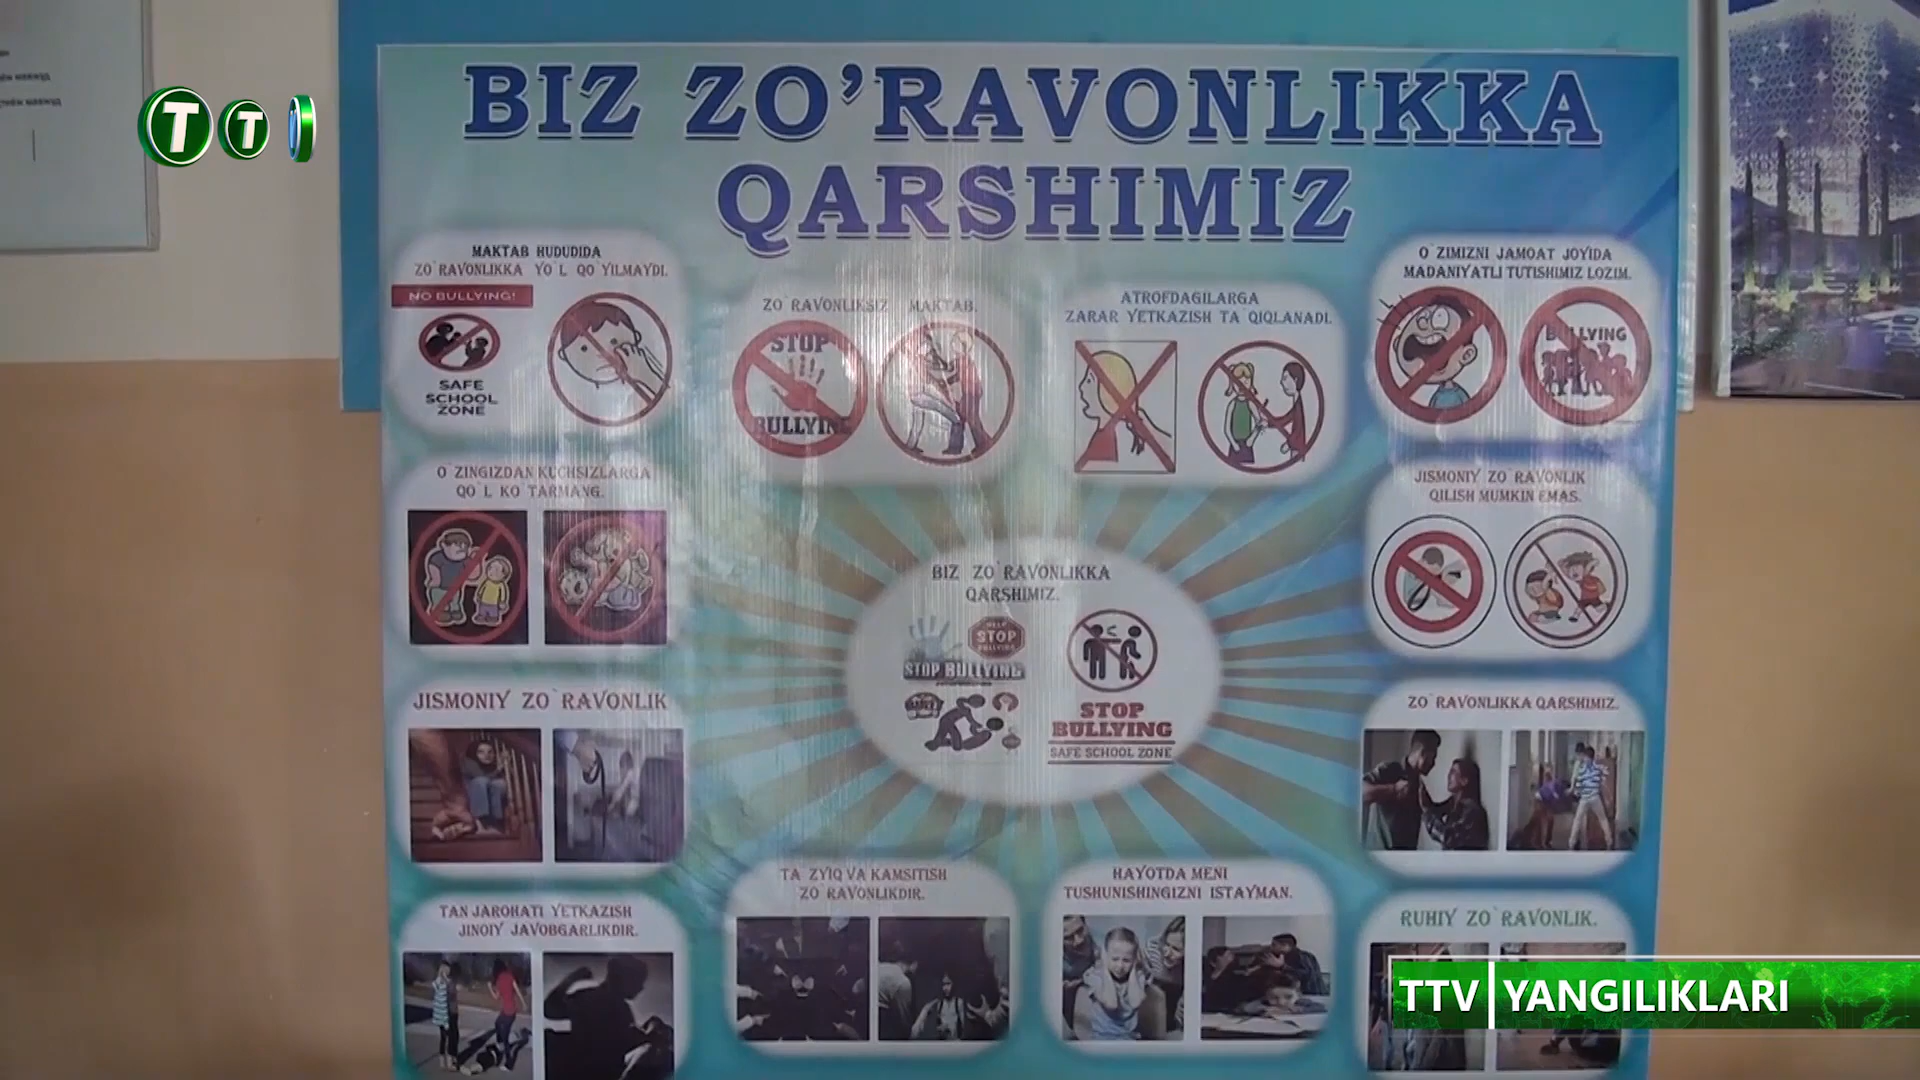 TT
BIZ ZO’RAVONLIKKA
QARSHIMIZ
MAKTAB HUDUDIDA
ZO`RAVONLIKKA YO`L QO`YILMAYDI.
NO BULLYING!
SAFE
SCHOOL
ZONE
ZO`RAVONLIKSIZ MAKTAB.
STOP
BULLYING
ATROFDAGILARGA
ZARAR YETKAZISH TA`QIQLANADI.
O`ZIMIZNI JAMOAT JOYIDA
MADANIYATLI TUTISHIMIZ LOZIM.
BULLYING
O`ZINGIZDAN KUCHSIZLARGA
QO`L KO`TARMANG.
JISMONIY ZO`RAVONLIK
QILISH MUMKIN EMAS.
BIZ ZO`RAVONLIKKA
QARSHIMIZ.
HELP
STOP
BULLYING
STOP BULLYING
STOP
BULLYING
SAFE SCHOOL ZONE
JISMONIY ZO`RAVONLIK
ZO`RAVONLIKKA QARSHIMIZ.
TAN JAROHATI YETKAZISH
JINOIY JAVOBGARLIKDIR.
TA`ZYIQ VA KAMSITISH
ZO`RAVONLIKDIR.
HAYOTDA MENI
TUSHUNISHINGIZNI ISTAYMAN.
RUHIY ZO`RAVONLIK.
TTV YANGILIKLARI